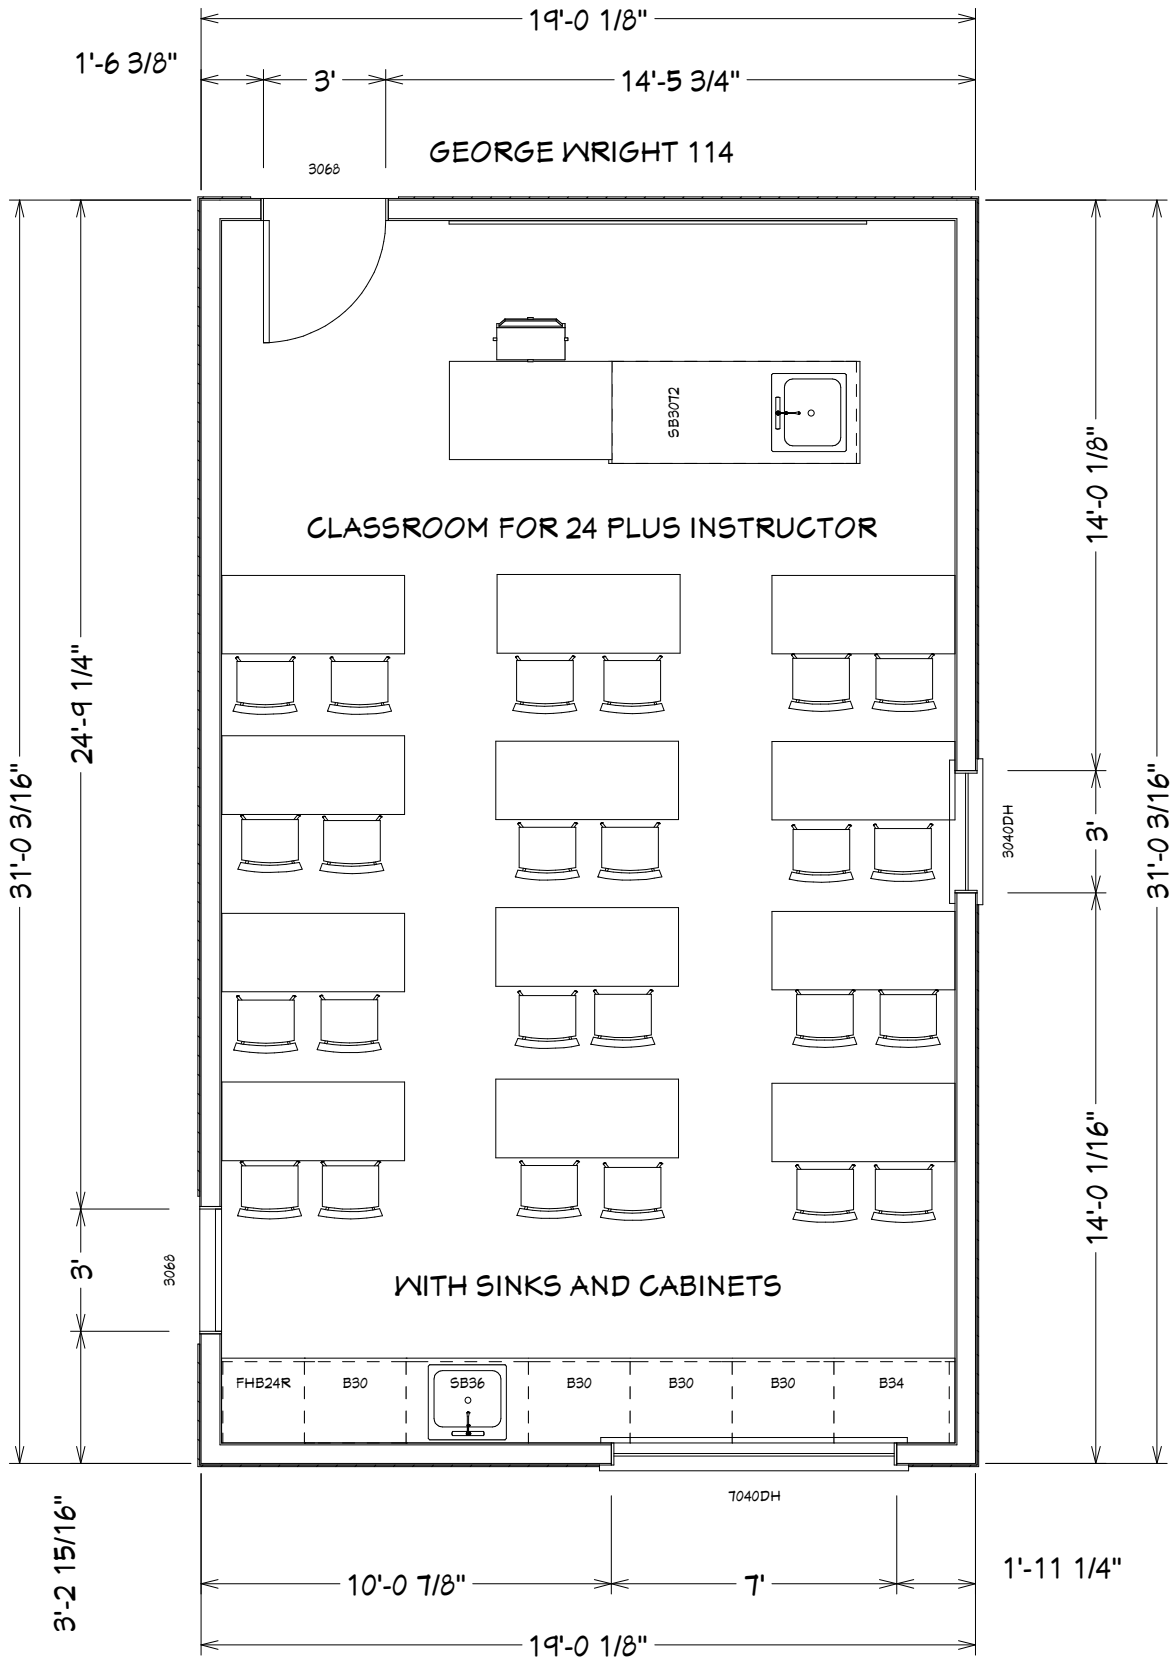 19'-0 1/8"
1'-6 3/8"
3'
14'-5 3/4"
GEORGE WRIGHT 114
3068
SB3072
14'-0 1/8"
CLASSROOM FOR 24 PLUS INSTRUCTOR
24'-9 1/4"
31'-0 3/16"
3040DH
3'
31'-0 3/16"
14'-0 1/16"
3'
3068
WITH SINKS AND CABINETS
FHB24R
B30
SB36
B30
B30
B30
B34
7040DH
3'-2 15/16"
10'-0 7/8"
7'
1'-11 1/4"
19'-0 1/8"